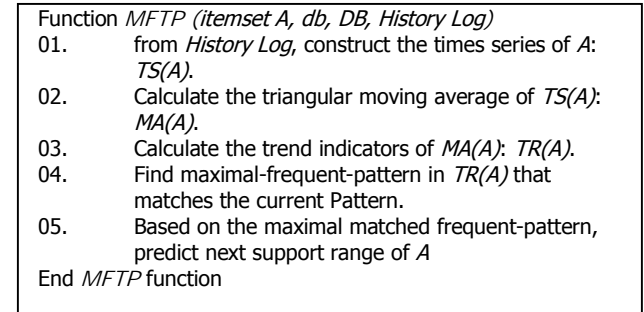 Function MFTP (itemset A, db, DB, History Log)
01. from History Log, construct the times series of A:
TS(A).
02. Calculate the triangular moving average of TS(A):
MA(A).
03. Calculate the trend indicators of MA(A): TR(A).
04. Find maximal-frequent-pattern in TR(A) that
matches the current Pattern.
05. Based on the maximal matched frequent-pattern,
predict next support range of A
End MFTP function